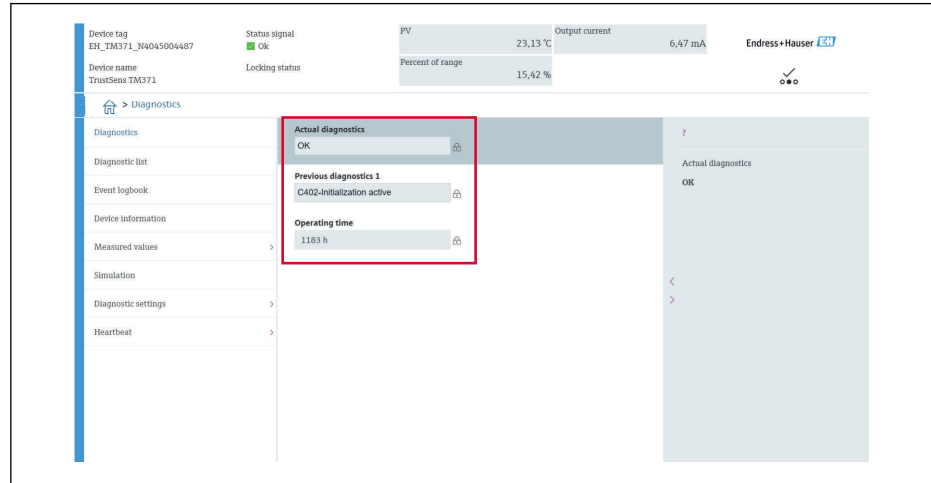 Device tag
EH_TM371_N4045004487
Status signal
Ok
PV
23,13 °C
Output current
6,47 mA
Endress+Hauser EH
Device name
TrustSens TM371
Locking status
Percent of range
15,42 %
> Diagnostics
Diagnostics
Diagnostic list
Event logbook
Device information
Measured values >
Simulation
Diagnostic settings >
Heartbeat >
Actual diagnostics
OK
Previous diagnostics 1
C402-Initialization active
Operating time
1183 h
?
Actual diagnostics
OK
<
>